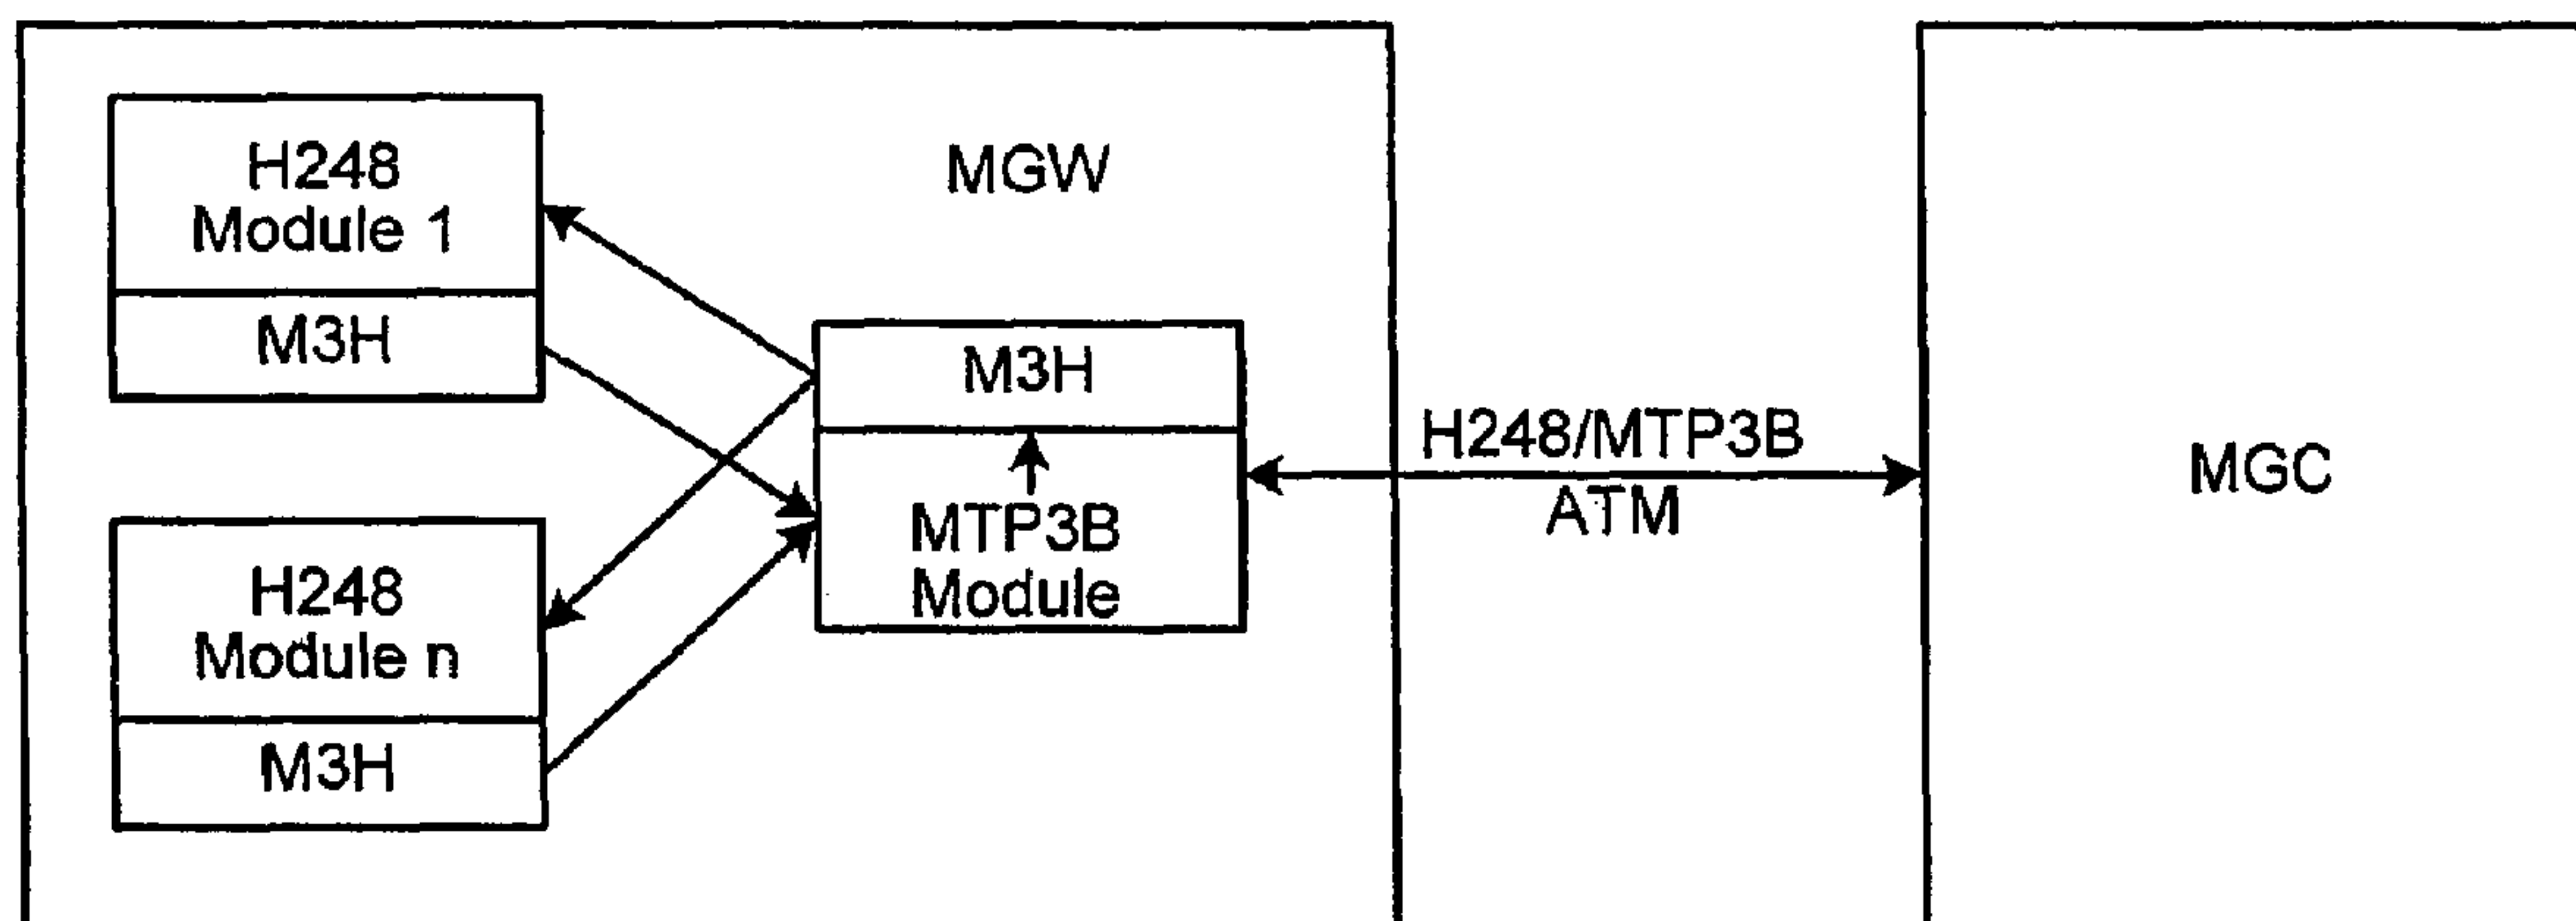 H248
Module 1
M3H
MGW
M3H
MTP3B
Module
H248
Module n
M3H
H248/MTP3B
ATM
MGC